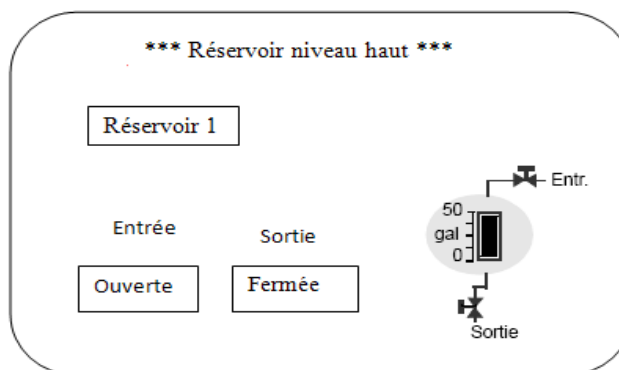 *** Réservoir niveau haut ***
Réservoir 1
Entr.
50
gal
0
Entrée
Sortie
Ouverte
Fermée
Sortie